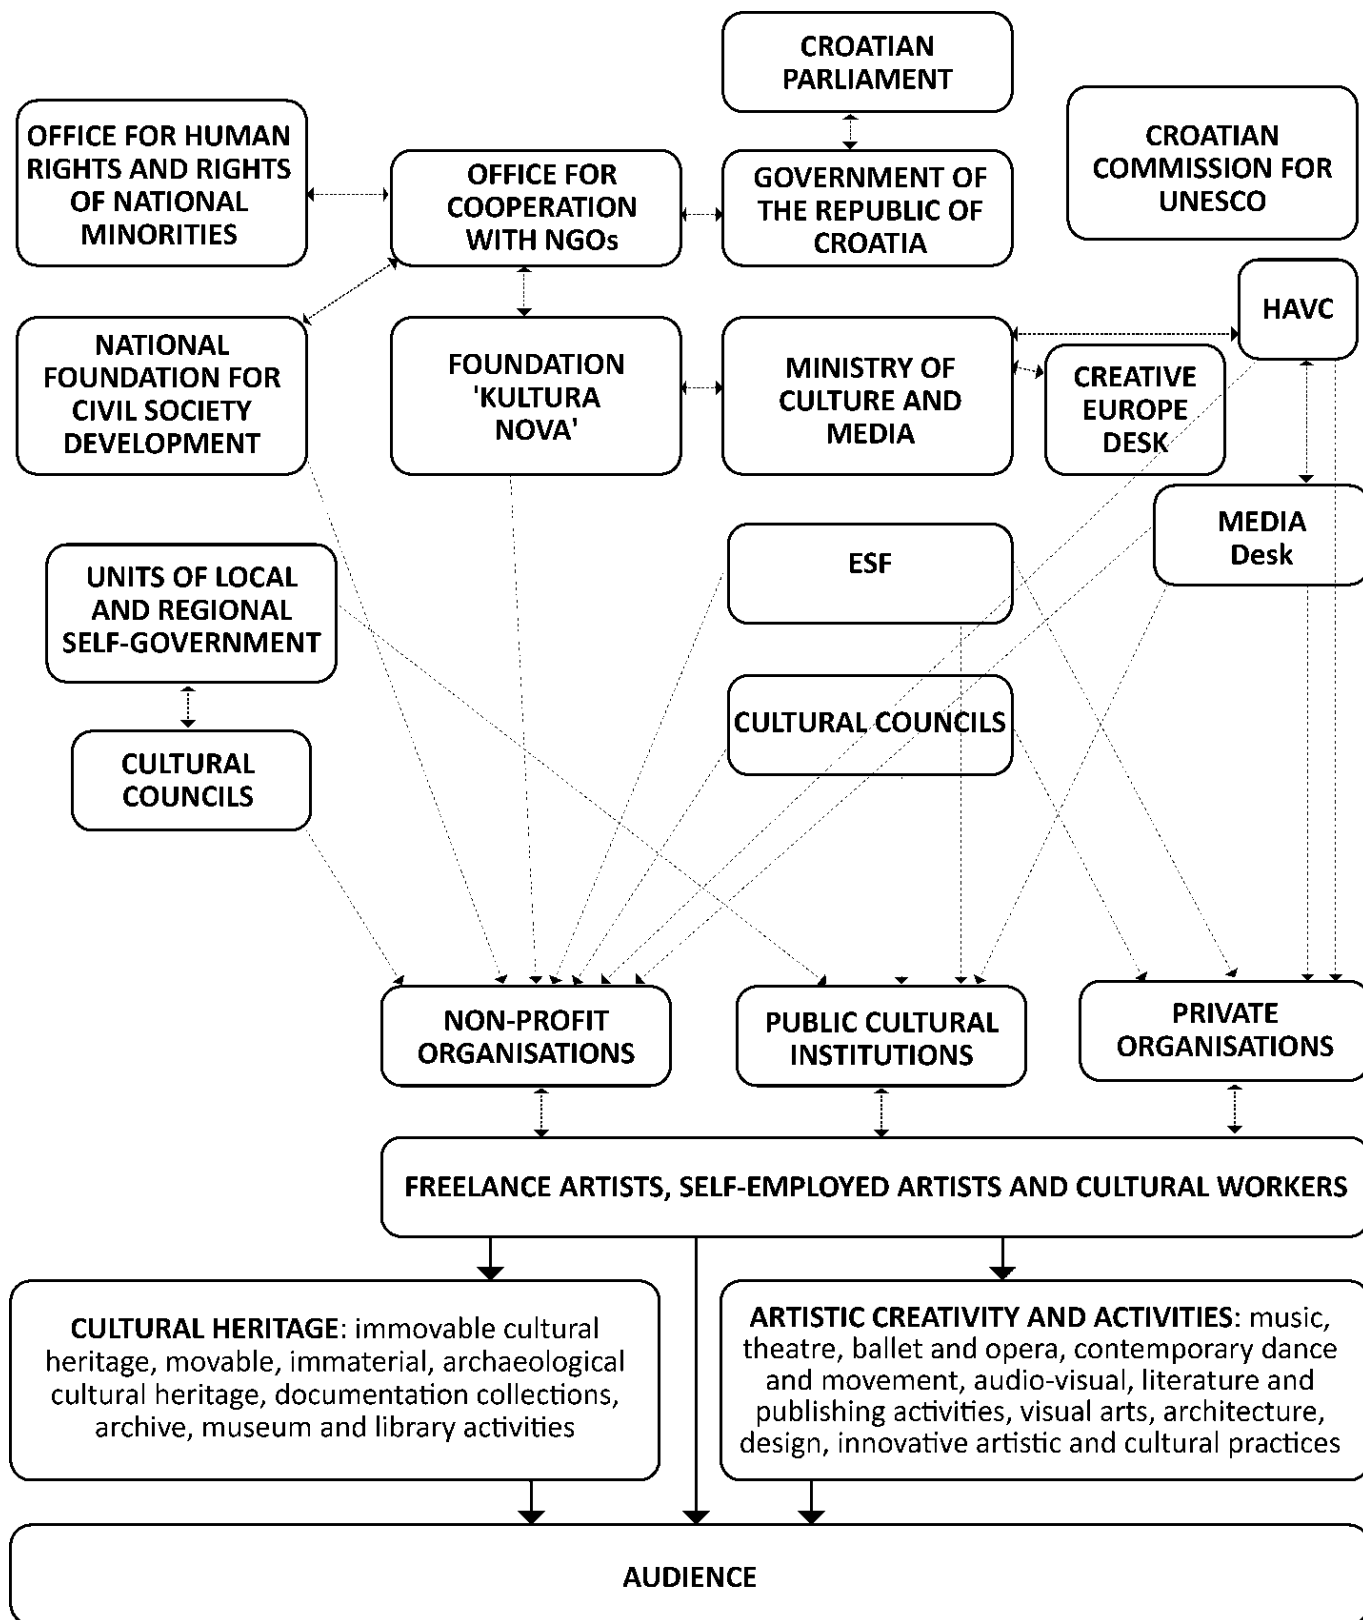 CROATIAN
PARLIAMENT
OFFICE FOR HUMAN
RIGHTS AND RIGHTS
OF NATIONAL
MINORITIES
OFFICE FOR
COOPERATION
WITH NGOs
GOVERNMENT OF
THE REPUBLIC OF
CROATIA
CROATIAN
COMMISSION FOR
UNESCO
HAVC
NATIONAL
FOUNDATION FOR
CIVIL SOCIETY
DEVELOPMENT
FOUNDATION
'KULTURA
NOVA'
MINISTRY OF
CULTURE AND
MEDIA
CREATIVE
EUROPE
DESK
MEDIA
Desk
ESF
UNITS OF LOCAL
AND REGIONAL
SELF-GOVERNMENT
CULTURAL COUNCILS
CULTURAL
COUNCILS
NON-PROFIT
ORGANISATIONS
PUBLIC CULTURAL
INSTITUTIONS
PRIVATE
ORGANISATIONS
FREELANCE ARTISTS, SELF-EMPLOYED ARTISTS AND CULTURAL WORKERS
CULTURAL HERITAGE: immovable cultural
heritage, movable, immaterial, archaeological
cultural heritage, documentation collections,
archive, museum and library activities
ARTISTIC CREATIVITY AND ACTIVITIES: music,
theatre, ballet and opera, contemporary dance
and movement, audio-visual, literature and
publishing activities, visual arts, architecture,
design, innovative artistic and cultural practices
AUDIENCE